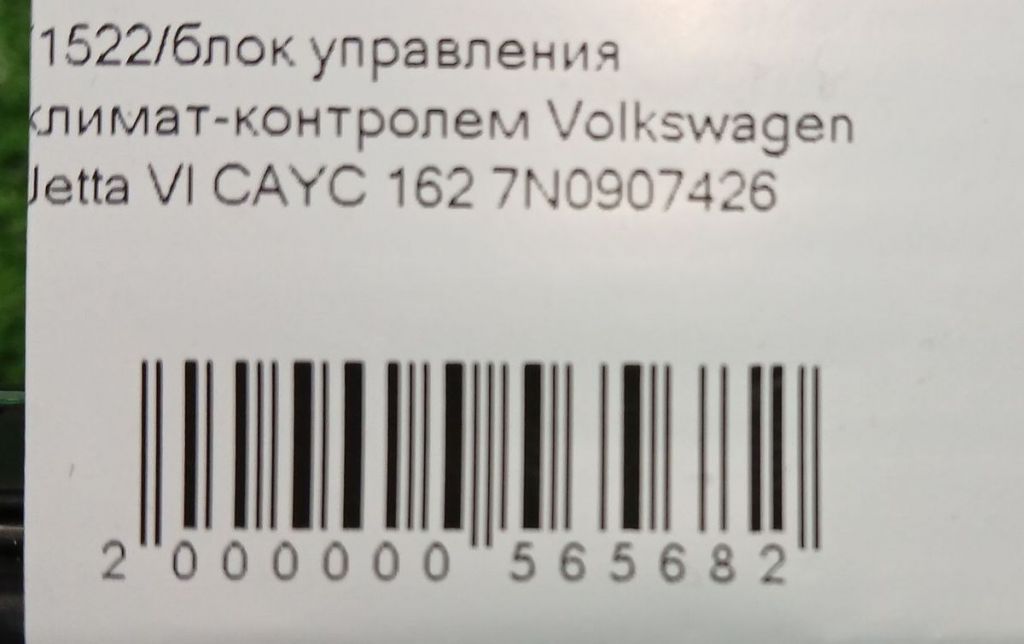 /1522/блок управления
климат-контролем Volkswagen
Jetta VI CAYC 162 7N0907426
2 000000 565682